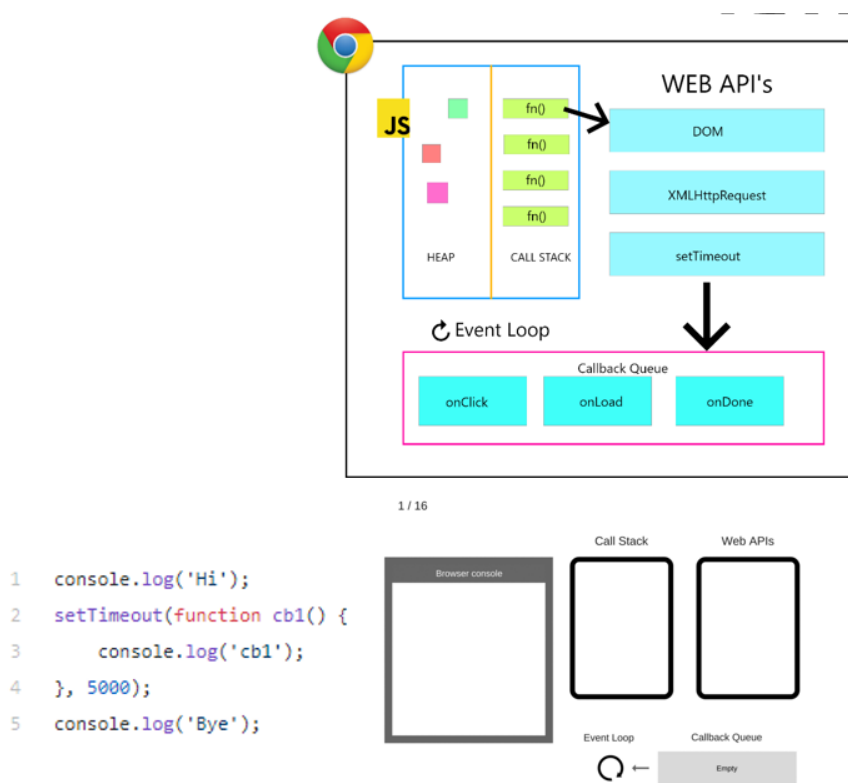 WEB API's
JS
fn()
DOM
fn()
fn()
XMLHttpRequest
fn()
HEAP
CALL STACK
setTimeout
Event Loop
Callback Queue
onClick
onLoad
onDone
1 / 16
Call Stack
Web APIs
Browser console
1 console.log('Hi');
2 setTimeout(function cb1() {
3     console.log('cb1');
4 }, 5000);
5 console.log('Bye');
Event Loop
Callback Queue
Empty